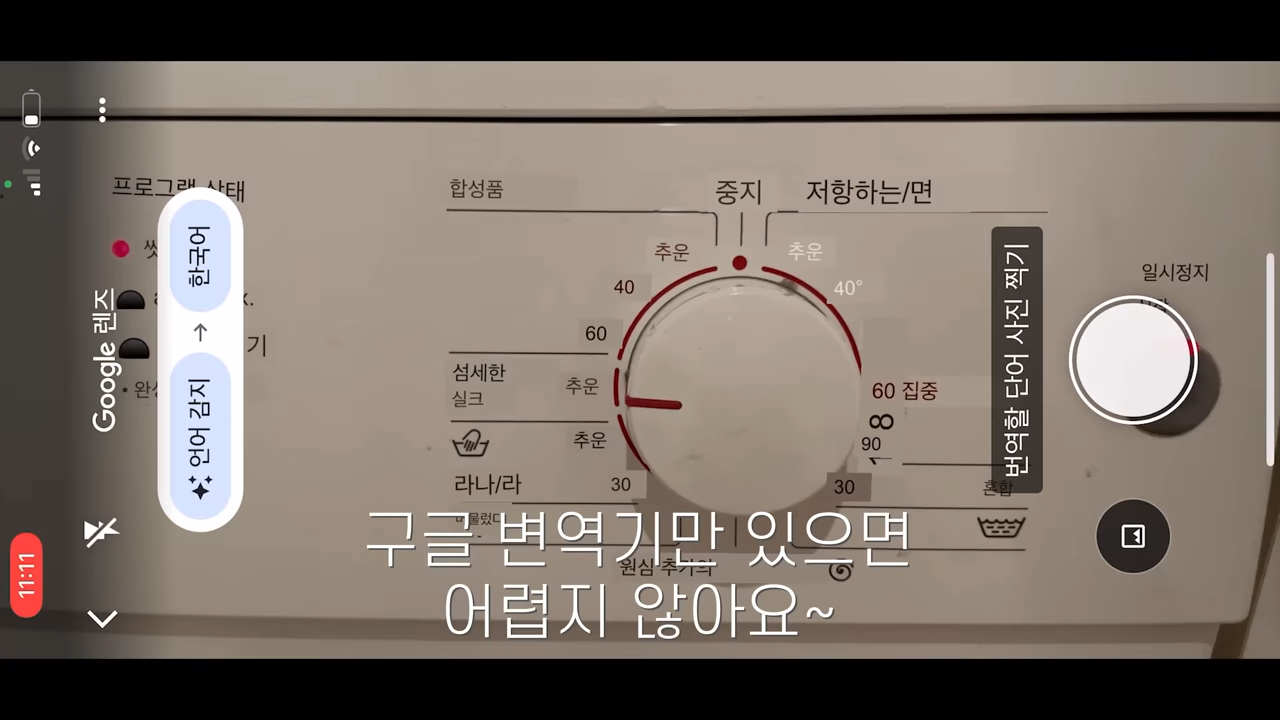 11:11
Google 렌즈
언어 감지 → 한국어
프로그램 상태
합성품
중지
저항하는/면
추운
추운
40
40°
60
섬세한
실크
추운
60 집중
추운
90
라나/라
30
30
혼합
원심 추가의
일시정지
번역할 단어 사진 찍기
구글 변역기만 있으면
어렵지 않아요~